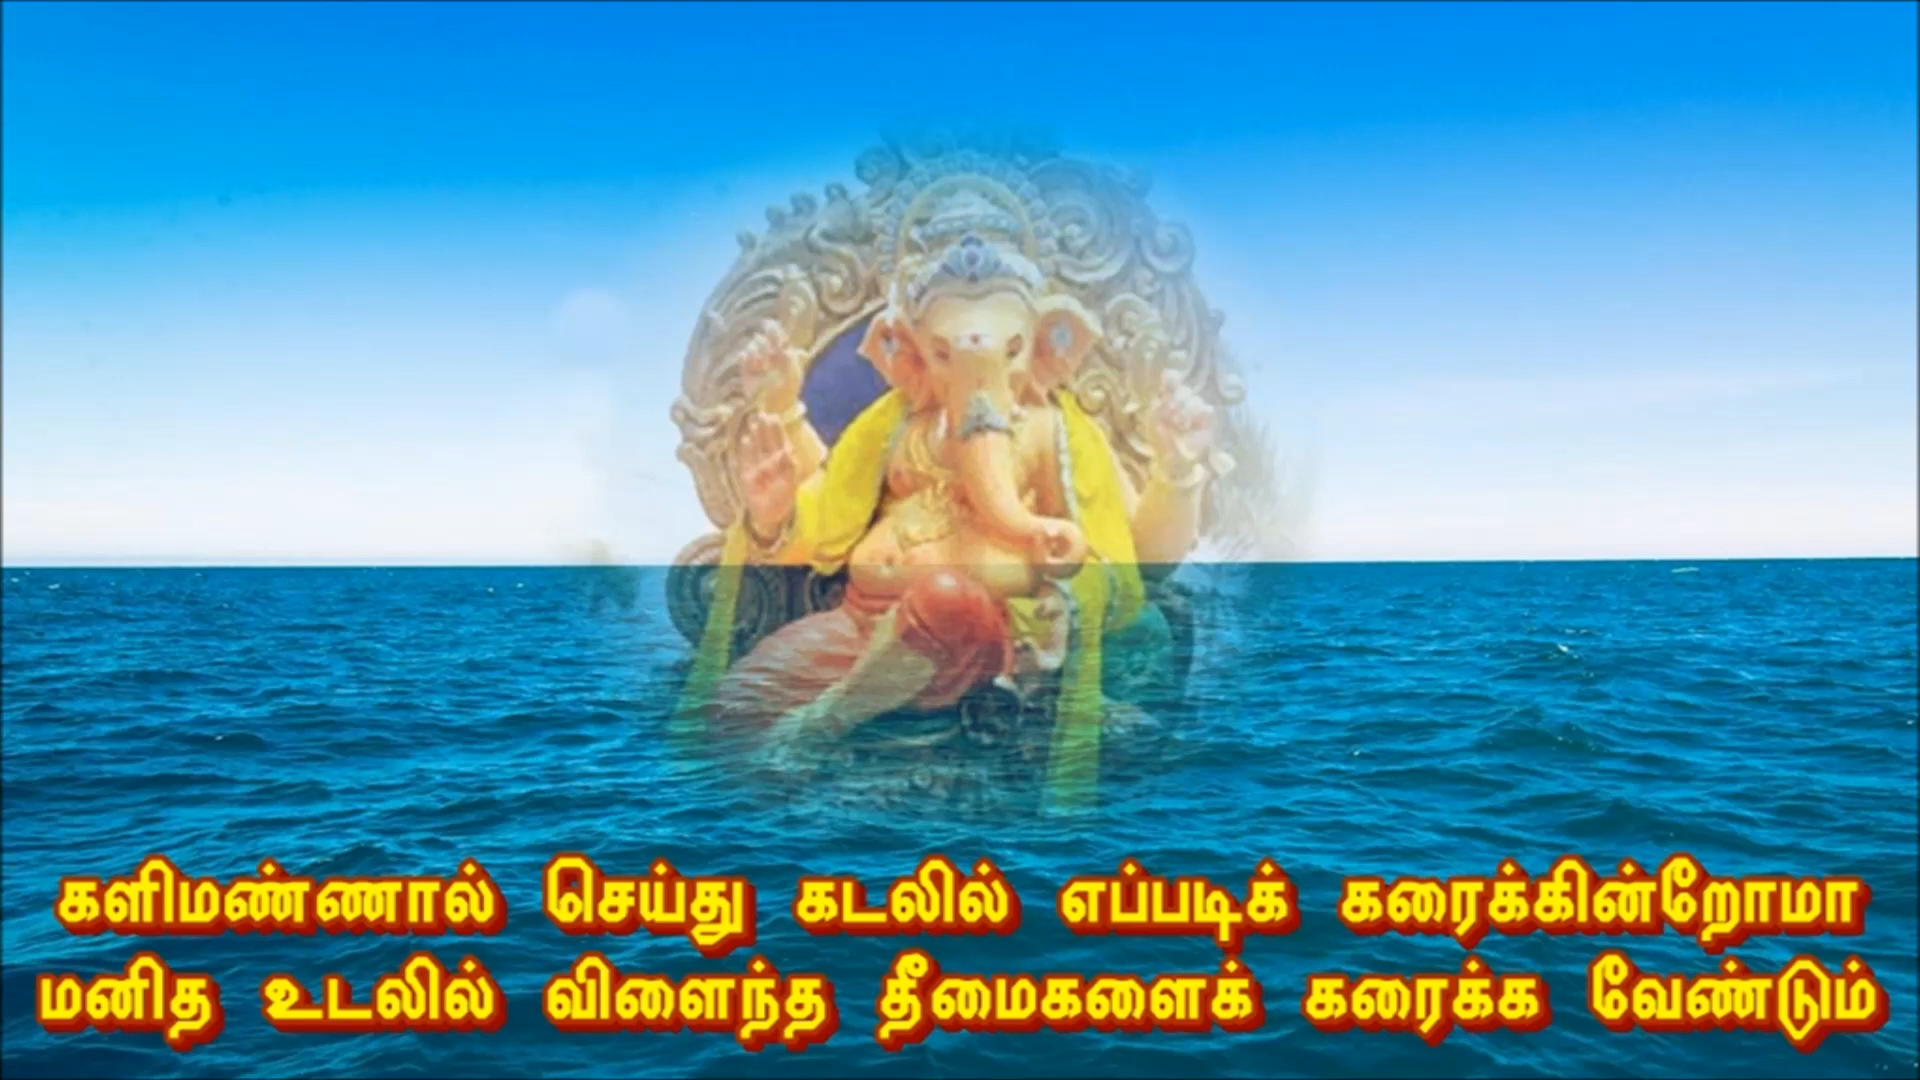 களிமண்ணால் செய்து கடலில் எப்படிக் கரைக்கின்றோமா
மனித உடலில் விளைந்த தீமைகளைக் கரைக்க வேண்டும்